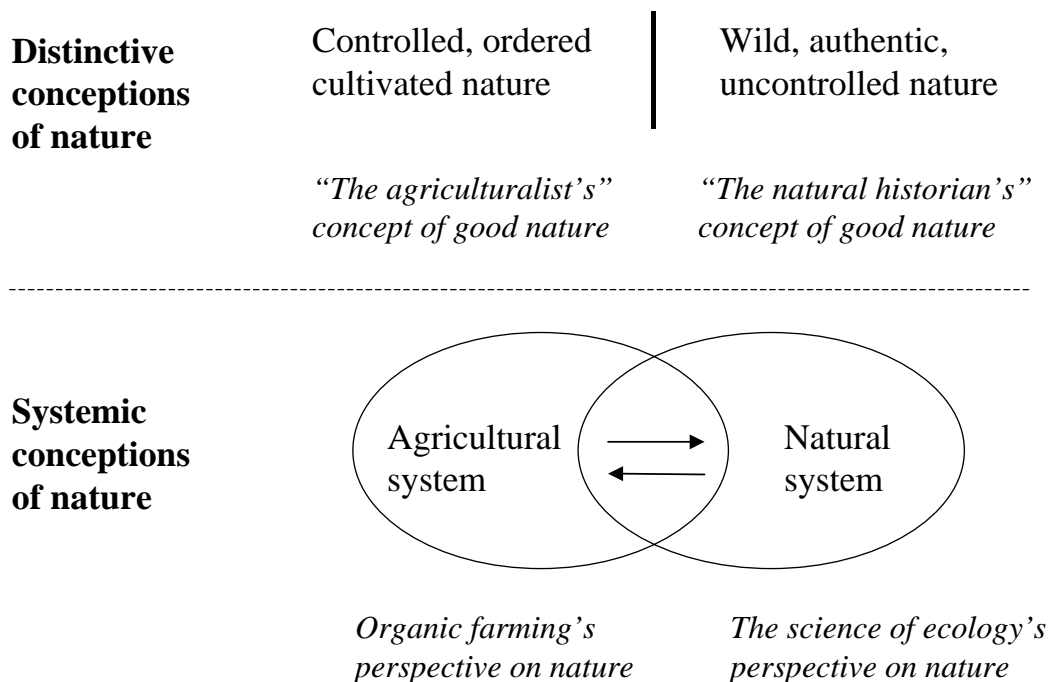 Distinctive
conceptions
of nature
Controlled, ordered
cultivated nature
Wild, authentic,
uncontrolled nature
“The agriculturalist’s”
concept of good nature
“The natural historian’s”
concept of good nature
Systemic
conceptions
of nature
Agricultural
system
Natural
system
Organic farming’s
perspective on nature
The science of ecology’s
perspective on nature